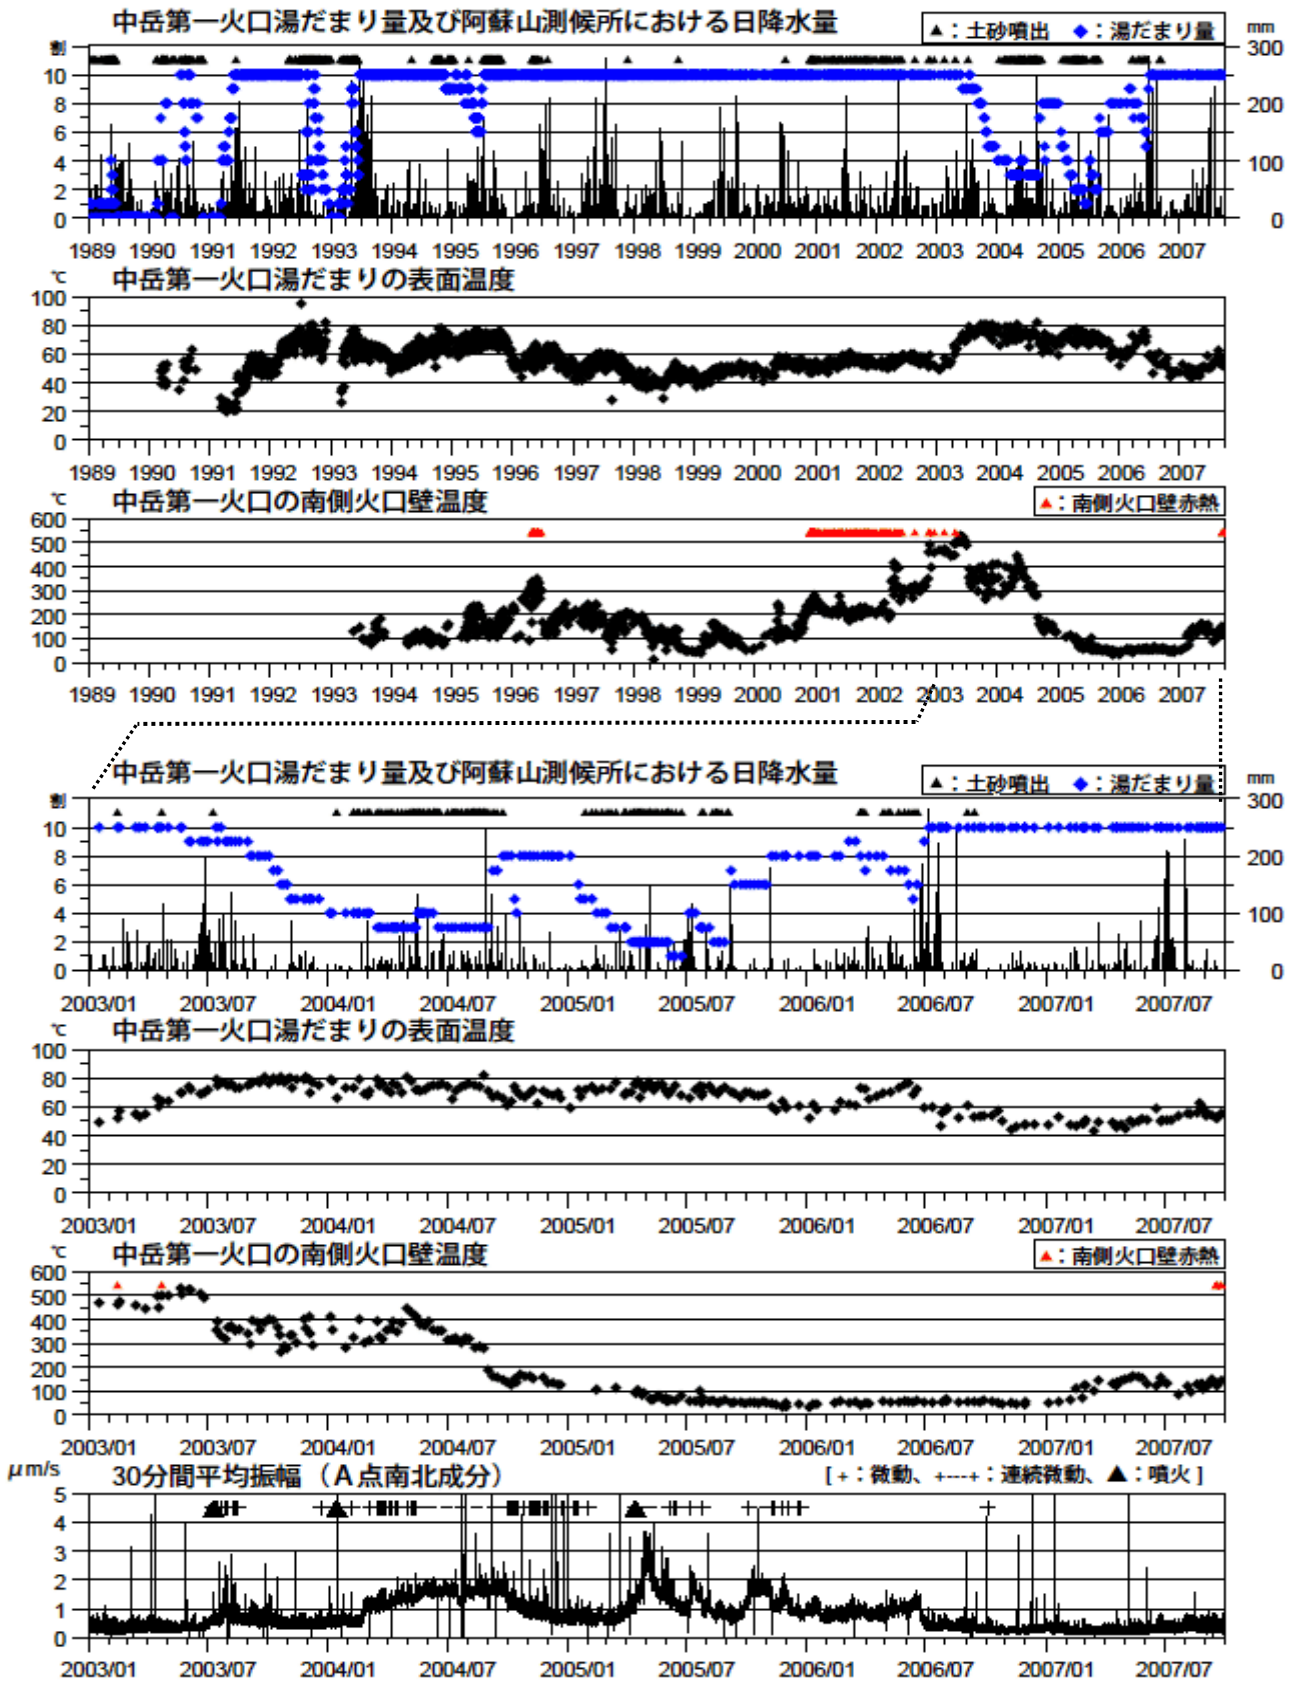 中岳第一火口湯だまり量及び阿蘇山測候所における日降水量
▲：土砂噴出 ◆：湯だまり量
割 mm
10 8 6 4 2 0
300 200 100 0
1989 1990 1991 1992 1993 1994 1995 1996 1997 1998 1999 2000 2001 2002 2003 2004 2005 2006 2007
中岳第一火口湯だまりの表面温度
℃
100 80 60 40 20 0
1989 1990 1991 1992 1993 1994 1995 1996 1997 1998 1999 2000 2001 2002 2003 2004 2005 2006 2007
中岳第一火口の南側火口壁温度
▲：南側火口壁赤熱
℃
600 500 400 300 200 100 0
1989 1990 1991 1992 1993 1994 1995 1996 1997 1998 1999 2000 2001 2002 2003 2004 2005 2006 2007
中岳第一火口湯だまり量及び阿蘇山測候所における日降水量
▲：土砂噴出 ◆：湯だまり量
割 mm
10 8 6 4 2 0
300 200 100 0
2003/01 2003/07 2004/01 2004/07 2005/01 2005/07 2006/01 2006/07 2007/01 2007/07
中岳第一火口湯だまりの表面温度
℃
100 80 60 40 20 0
2003/01 2003/07 2004/01 2004/07 2005/01 2005/07 2006/01 2006/07 2007/01 2007/07
中岳第一火口の南側火口壁温度
▲：南側火口壁赤熱
℃
600 500 400 300 200 100 0
2003/01 2003/07 2004/01 2004/07 2005/01 2005/07 2006/01 2006/07 2007/01 2007/07
μm/s
30分間平均振幅（A点南北成分）
[ +：微動、+---+：連続微動、▲：噴火 ]
5 4 3 2 1 0
2003/01 2003/07 2004/01 2004/07 2005/01 2005/07 2006/01 2006/07 2007/01 2007/07